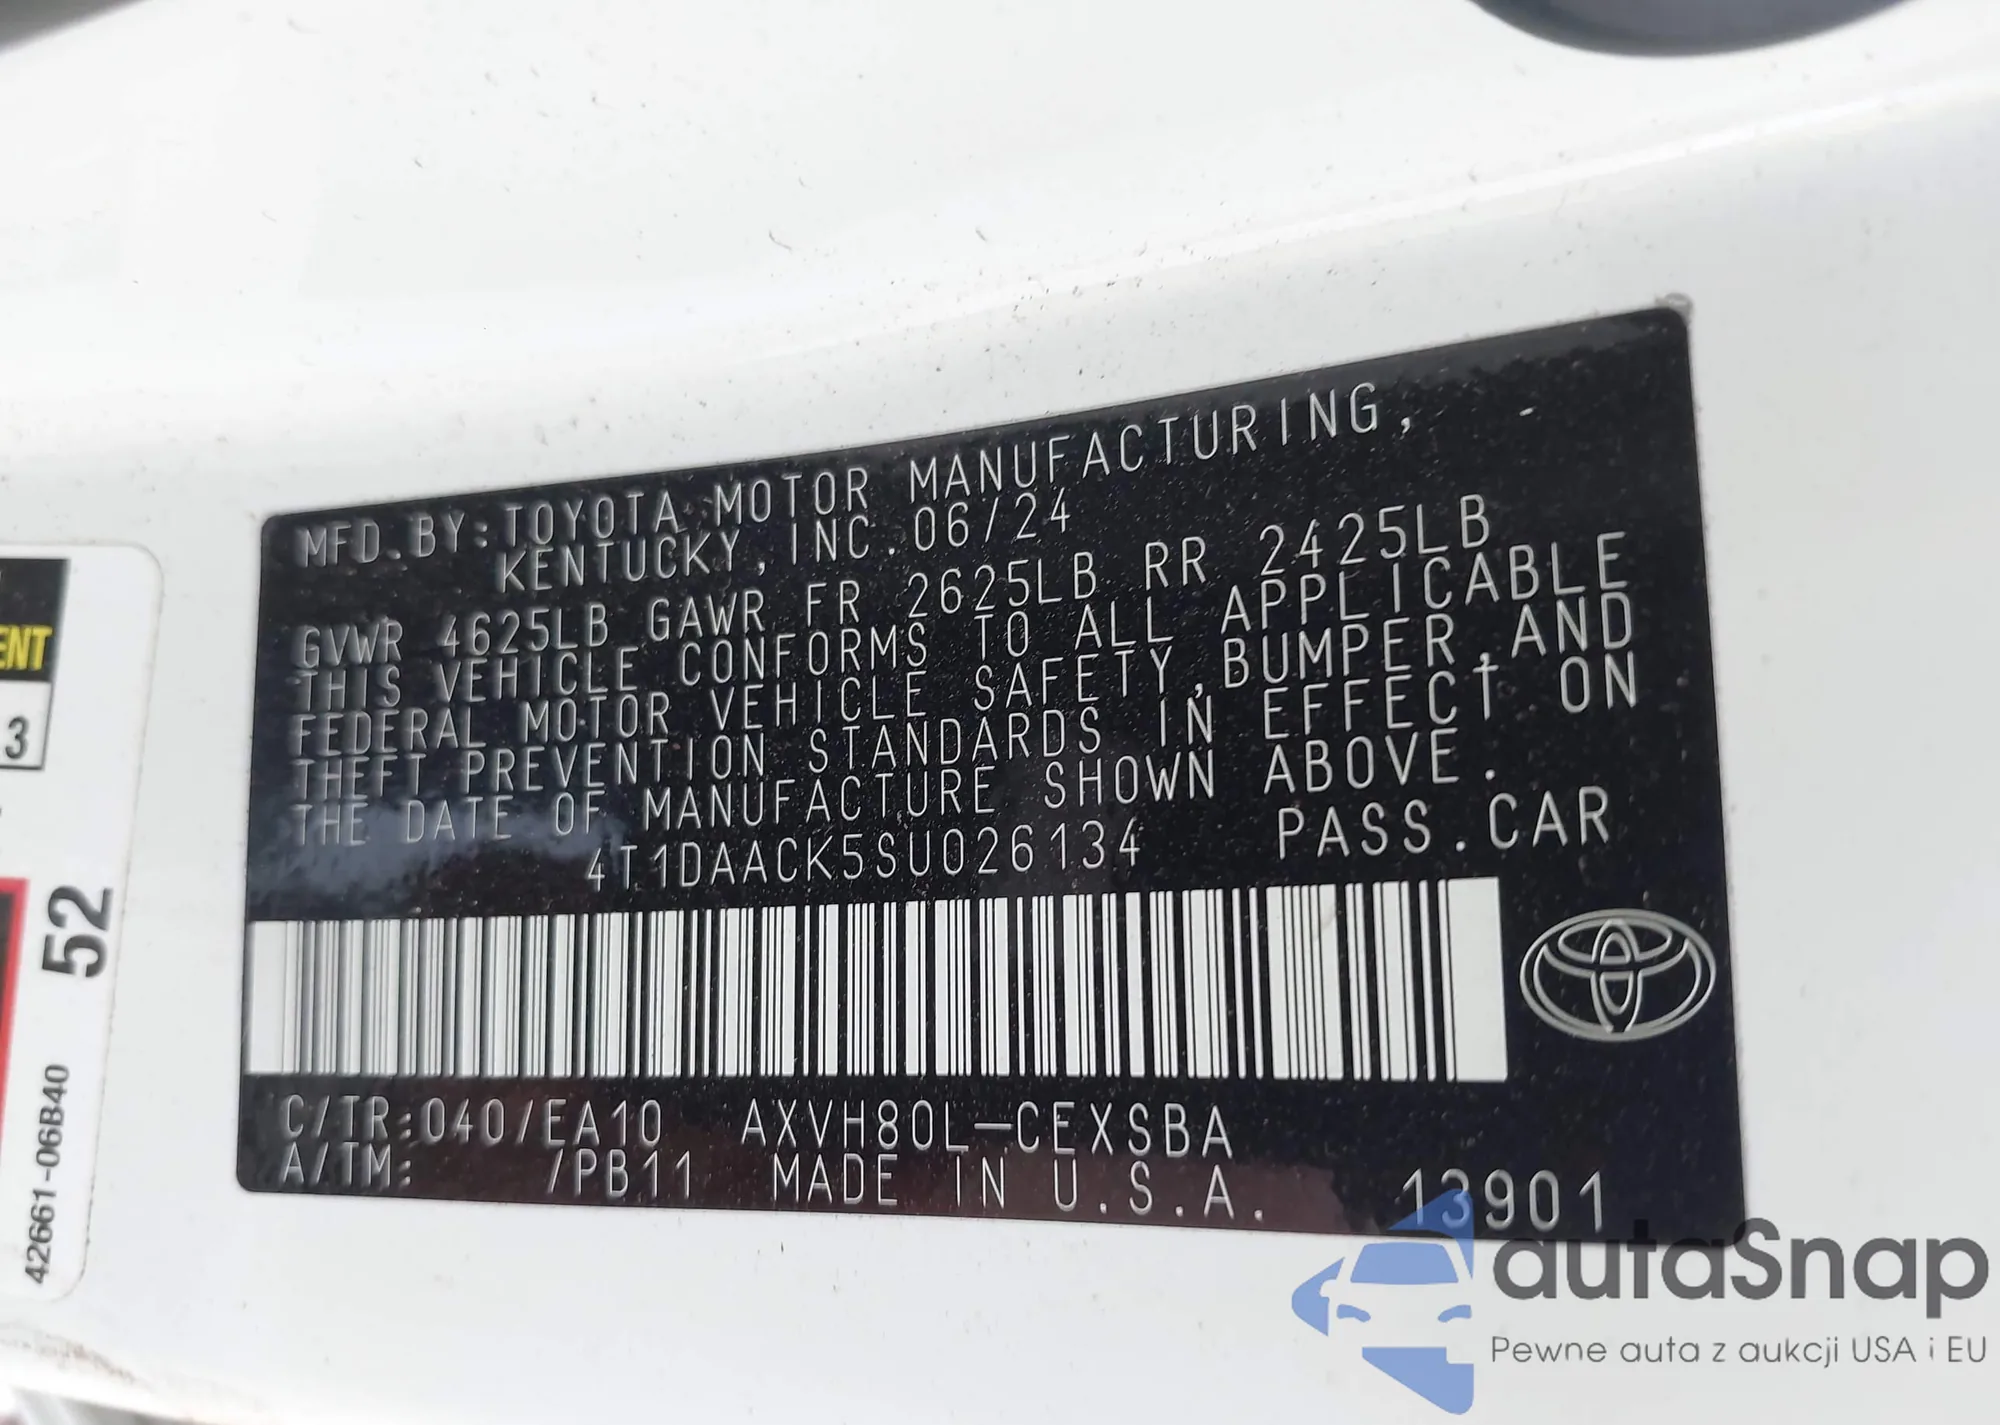 MFD.BY:TOYOTA MOTOR MANUFACTURING,
KENTUCKY,INC.06/24
GVWR 4625LB GAWR FR 2625LB RR 2425LB
THIS VEHICLE CONFORMS TO ALL APPLICABLE
FEDERAL MOTOR VEHICLE SAFETY,BUMPER,AND
THEFT PREVENTION STANDARDS IN EFFECT ON
THE DATE OF MANUFACTURE SHOWN ABOVE.
4T1DAACK5SU026134 PASS.CAR
C/TR:040/EA10 AXVH80L-CEXSBA
A/TM: /PB11 MADE IN U.S.A. 13901
ENT
3
52
42661-06B40
autaSnap
Pewne auta z aukcji USA i EU